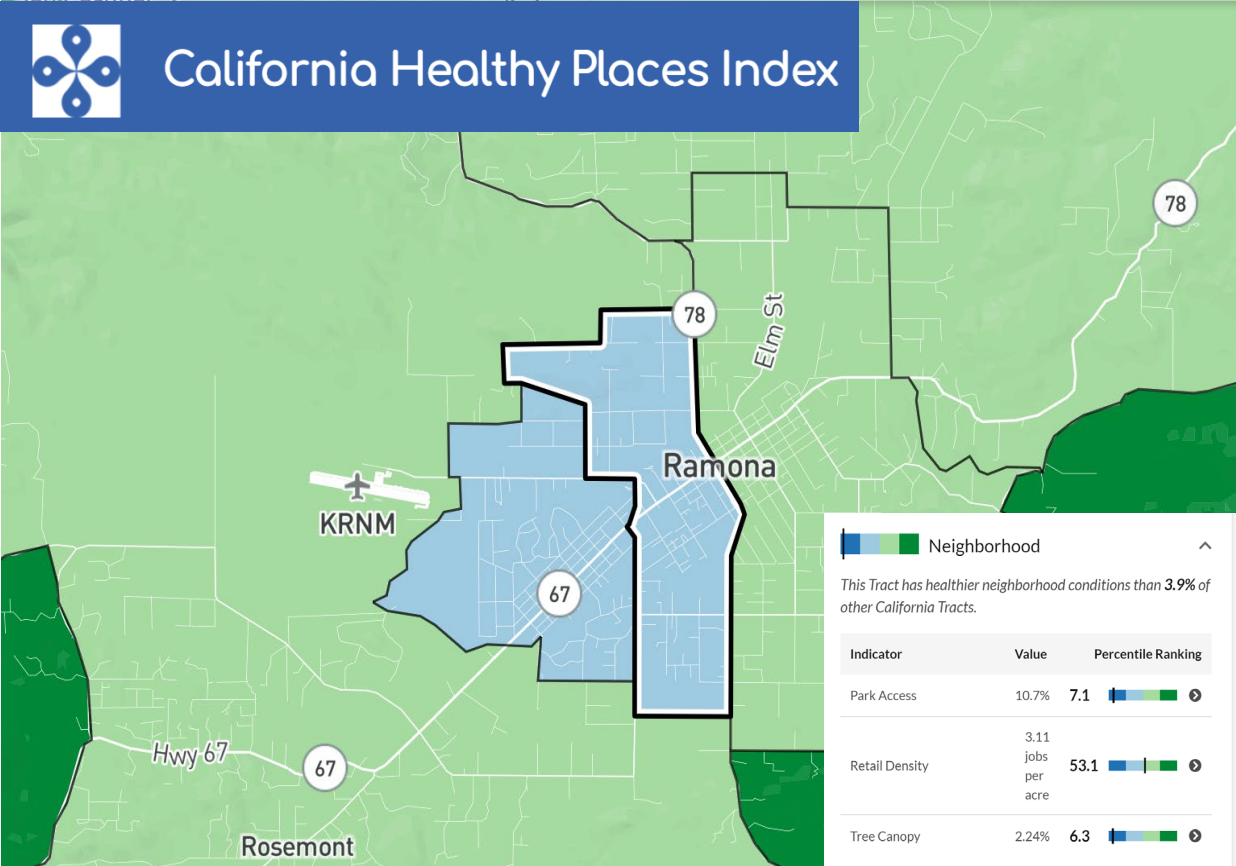 California Healthy Places Index
78
78
Elm St
Ramona
KRNM
67
Hwy 67
67
Rosemont
Neighborhood
This Tract has healthier neighborhood conditions than 3.9% of
other California Tracts.
Indicator Value Percentile Ranking
Park Access 10.7% 7.1
3.11
jobs
Retail Density 53.1
per
acre
Tree Canopy 2.24% 6.3